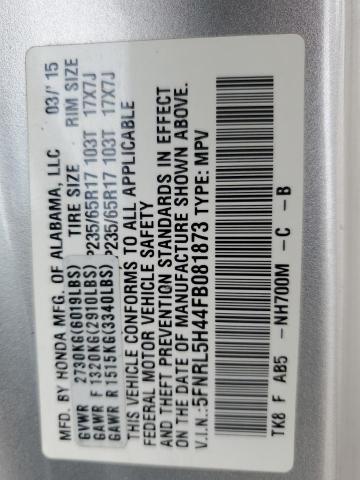 MFD. BY HONDA MFG. OF ALABAMA, LLC 03/'15
GVWR 2730KG(6019LBS) TIRE SIZE RIM SIZE
GAWR F 1320KG(2910LBS) P235/65R17 103T 17X7J
GAWR R 1515KG(3340LBS) P235/65R17 103T 17X7J
THIS VEHICLE CONFORMS TO ALL APPLICABLE
FEDERAL MOTOR VEHICLE SAFETY
AND THEFT PREVENTION STANDARDS IN EFFECT
ON THE DATE OF MANUFACTURE SHOWN ABOVE.
V.I.N.:5FNRL5H44FB081873 TYPE: MPV
TK8 F AB5 -NH700M - C - B